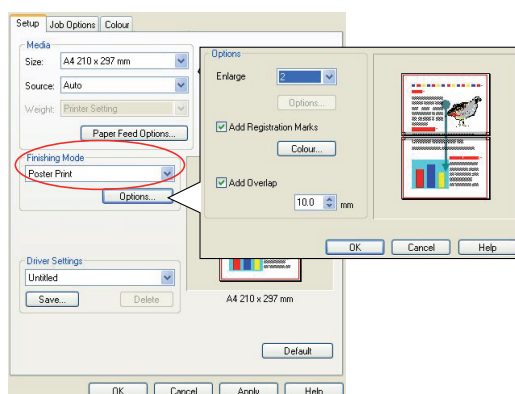 Setup Job Options Colour
Media
Size: A4 210 x 297 mm
Source: Auto
Weight: Printer Setting
Paper Feed Options...
Finishing Mode
Poster Print
Options...
Driver Settings
Untitled
Save... Delete
A4 210 x 297 mm
Default
OK Cancel Apply Help
Options
Enlarge 2
Options...
Add Registration Marks
Colour...
Add Overlap
10.0 mm
OK Cancel Help